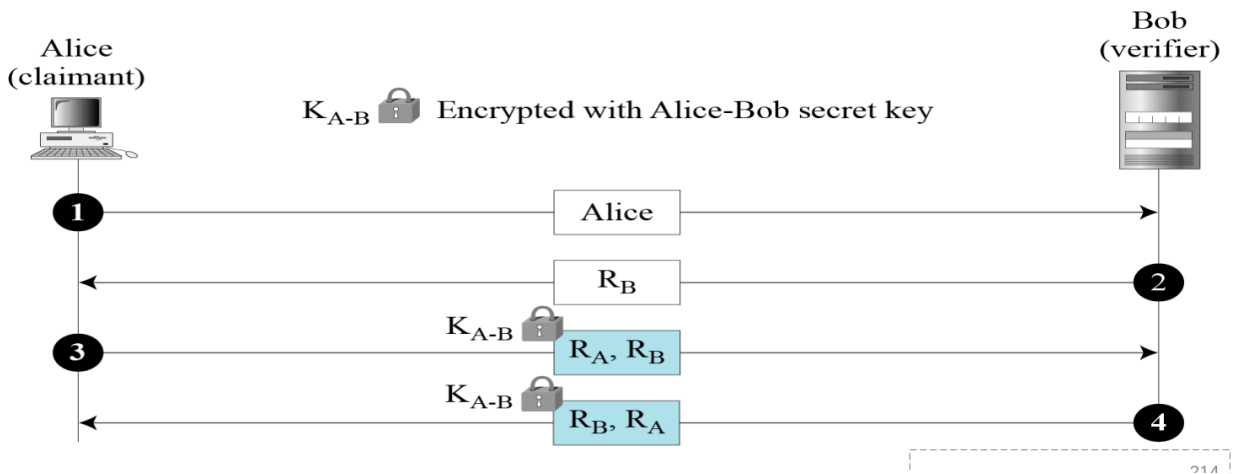 Alice
(claimant)
Bob
(verifier)
K_A-B Encrypted with Alice-Bob secret key
1 Alice
R_B 2
K_A-B
3 R_A, R_B
K_A-B
R_B, R_A 4
214